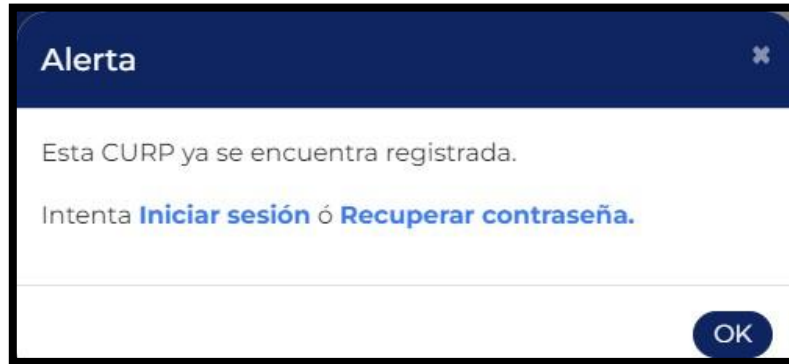 Alerta
Esta CURP ya se encuentra registrada.
Intenta Iniciar sesión ó Recuperar contraseña.
OK